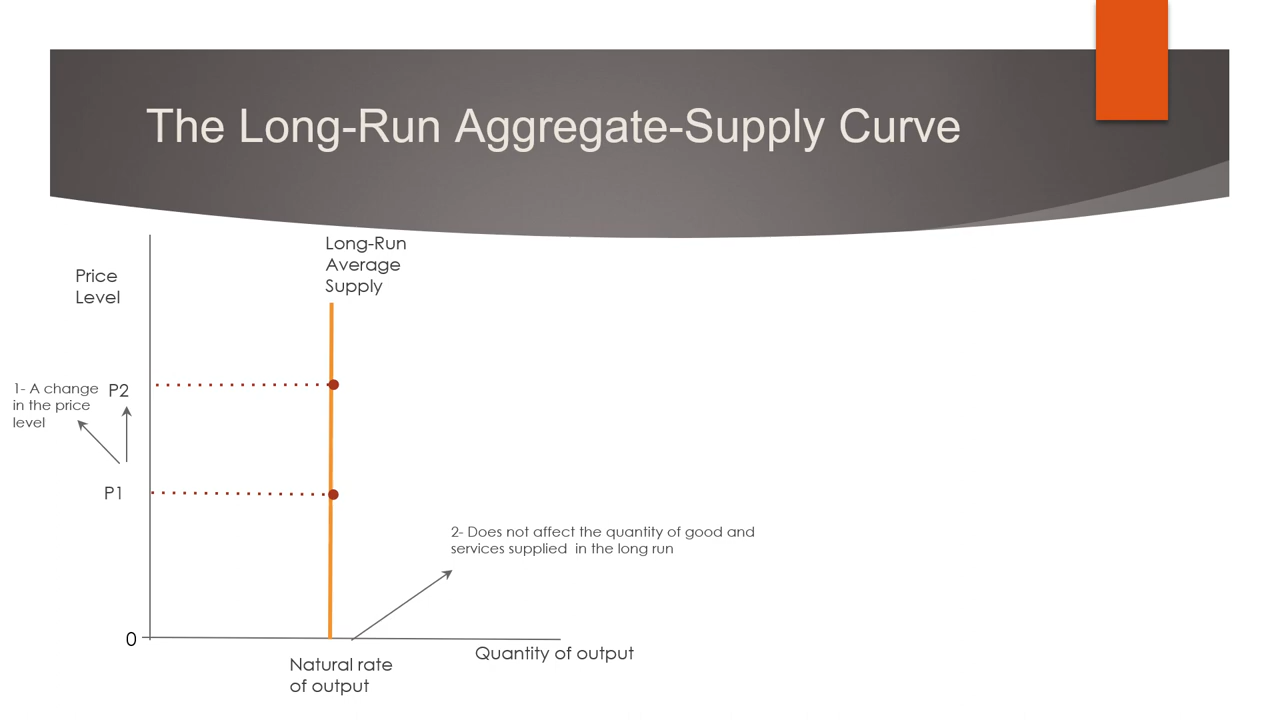 The Long-Run Aggregate-Supply Curve
Long-Run
Average
Supply
Price
Level
1- A change
in the price
level
P2
P1
2- Does not affect the quantity of good and
services supplied  in the long run
0
Quantity of output
Natural rate
of output